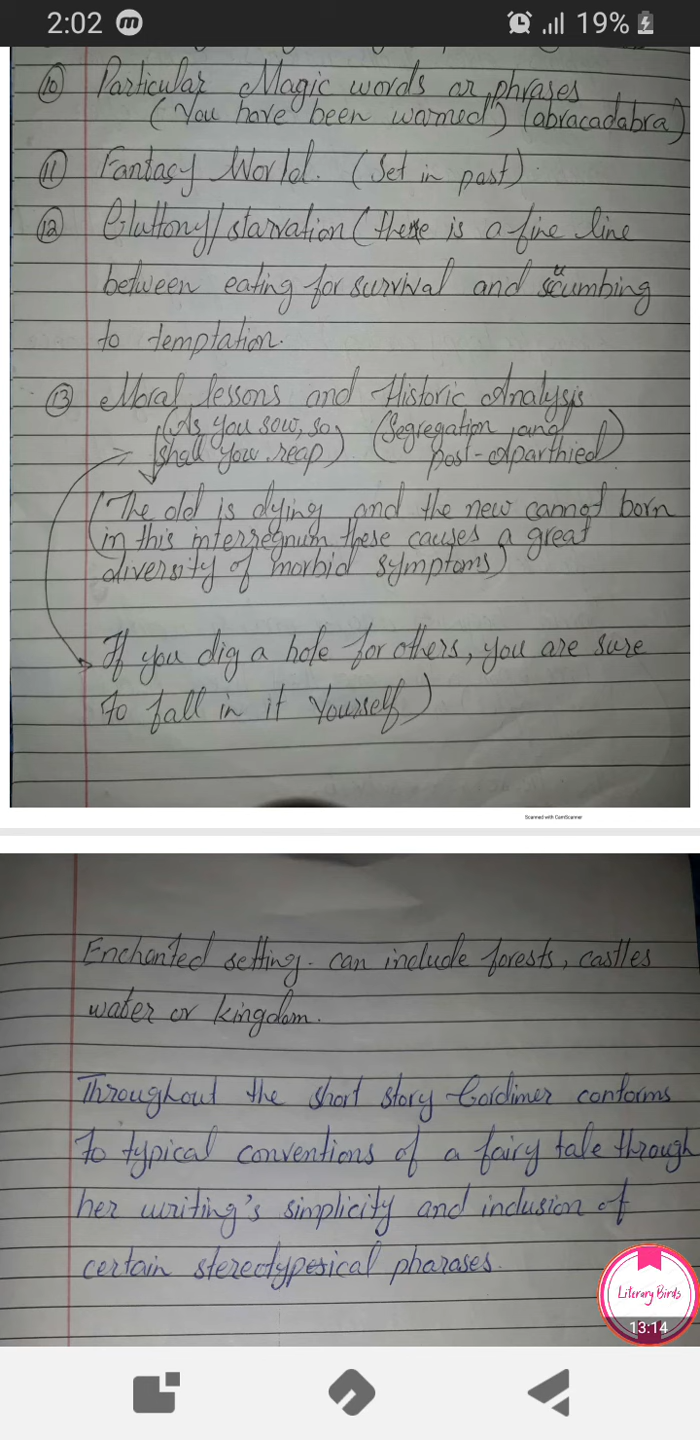 2:02 19%
⑩ Particular Magic words or phrases
(You have been warned) (abracadabra)
⑪ Fantasy World. (Set in past)
⑫ Gluttony/starvation (there is a fine line
between eating for survival and scumbing
u
to temptation.
⑬ Moral lessons and Historic Analysis
(As you sow, so (Segregation and
shall you reap) post-Aparthied)
(The old is dying and the new cannot born
in this interregnum these causes a great
diversity of morbid symptoms)
If you dig a hole for others, you are sure
to fall in it Yourself)
Scanned with CamScanner
Enchanted setting - can include forests, castles
water or kingdom.
Throughout the short story Gordimer conforms
to typical conventions of a fairy tale through
her writing's simplicity and inclusion of
certain stereotypesical pharases.
Literary Birds
13:14